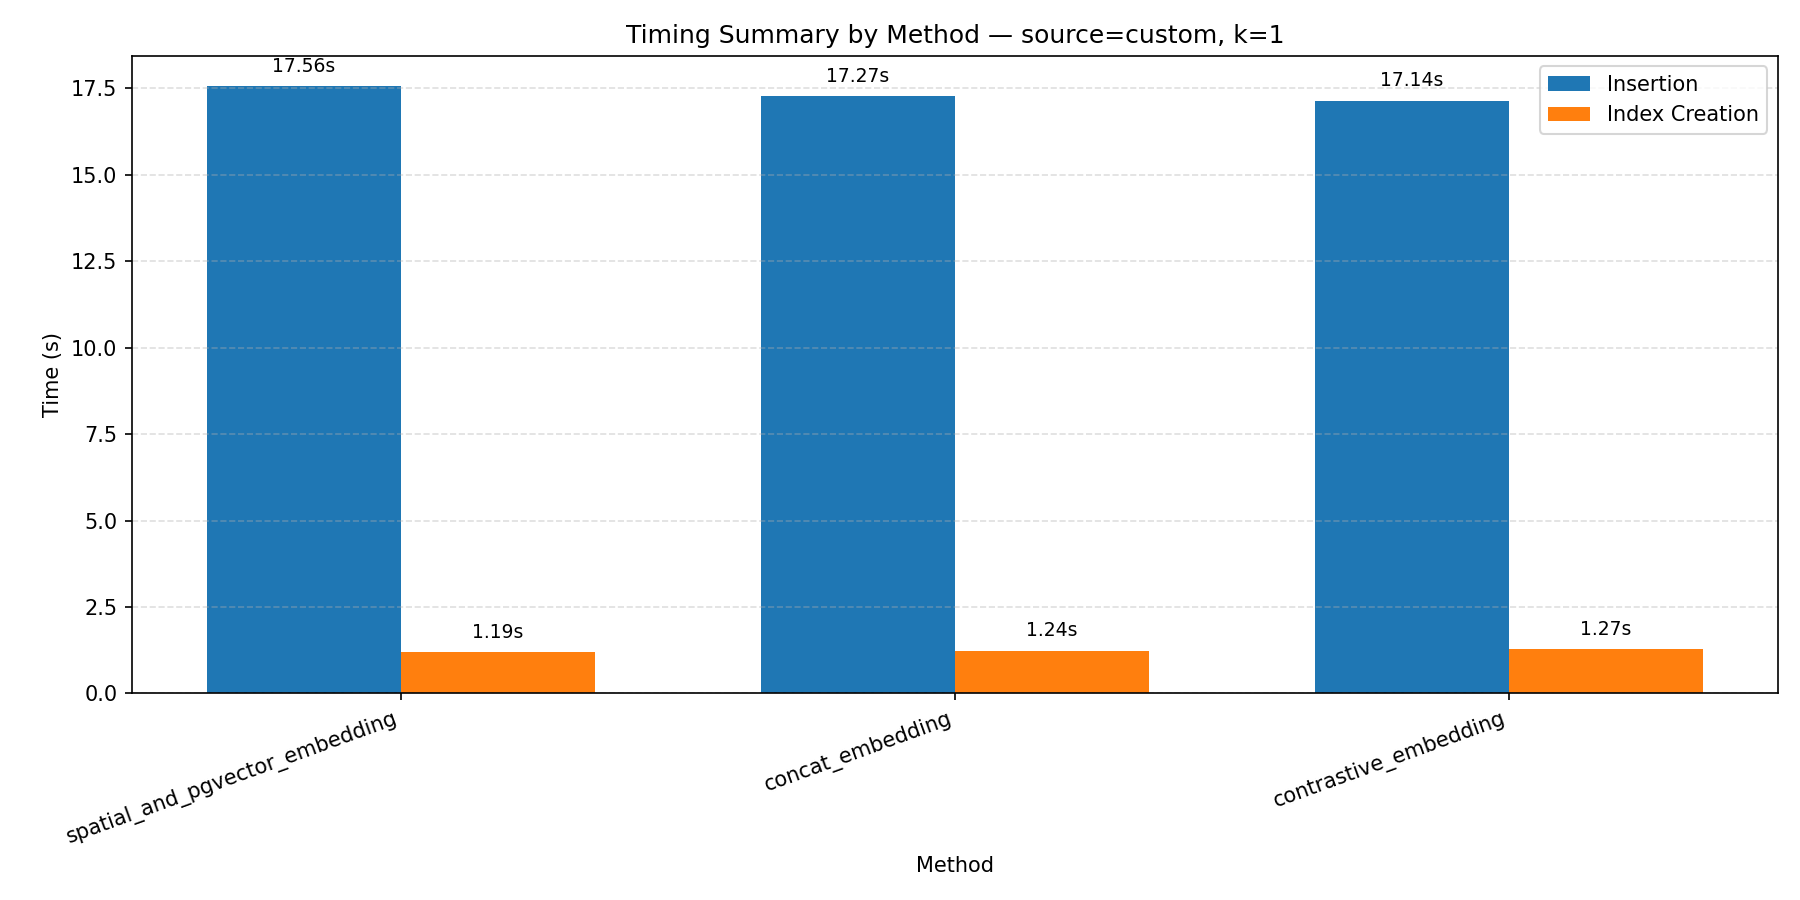 Timing Summary by Method — source=custom, k=1
17.56s
17.27s
17.14s
Insertion
Index Creation
17.5
15.0
12.5
10.0
7.5
5.0
2.5
0.0
Time (s)
1.19s
1.24s
1.27s
spatial_and_pgvector_embedding
concat_embedding
contrastive_embedding
Method